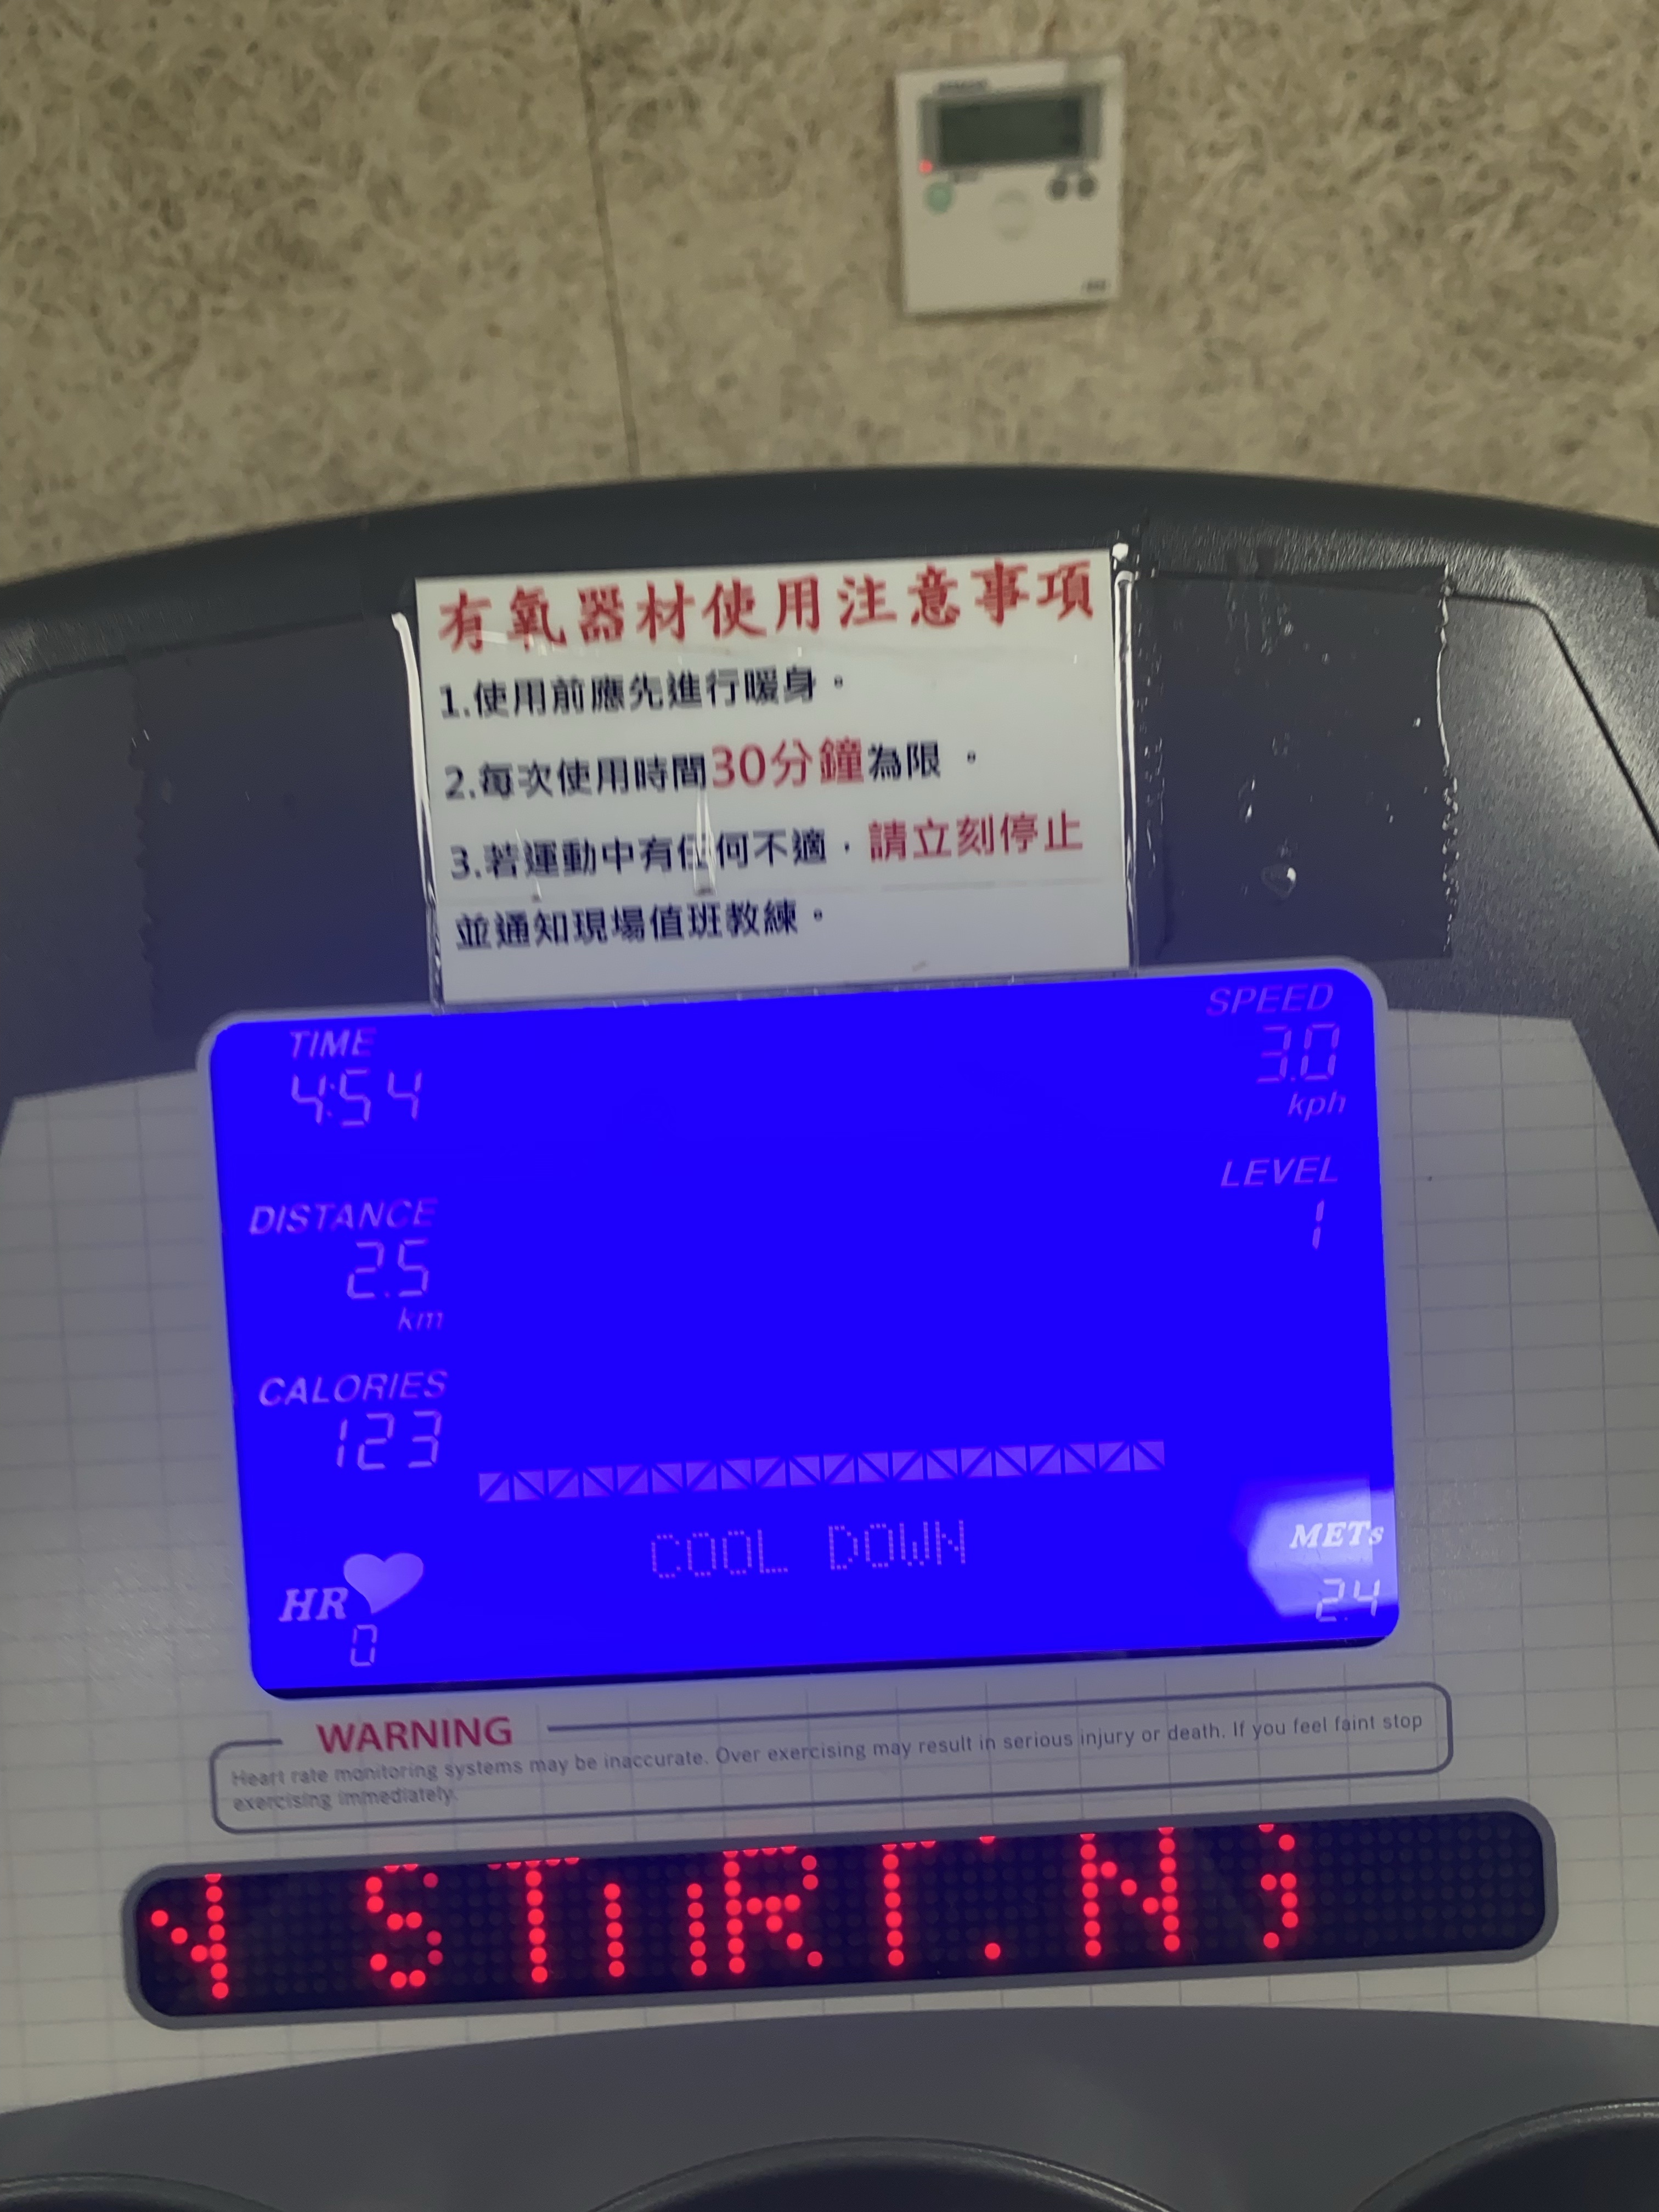 有氧器材使用注意事項
1.使用前應先進行暖身。
2.每次使用時間30分鐘為限。
3.若運動中有任何不適,請立刻停止
並通知現場值班教練。
TIME
4:54
SPEED
3.0
kph
DISTANCE
2.5
km
LEVEL
1
CALORIES
123
COOL DOWN
HR
0
METs
2.4
WARNING
Heart rate monitoring systems may be inaccurate. Over exercising may result in serious injury or death. If you feel faint stop
exercising immediately.